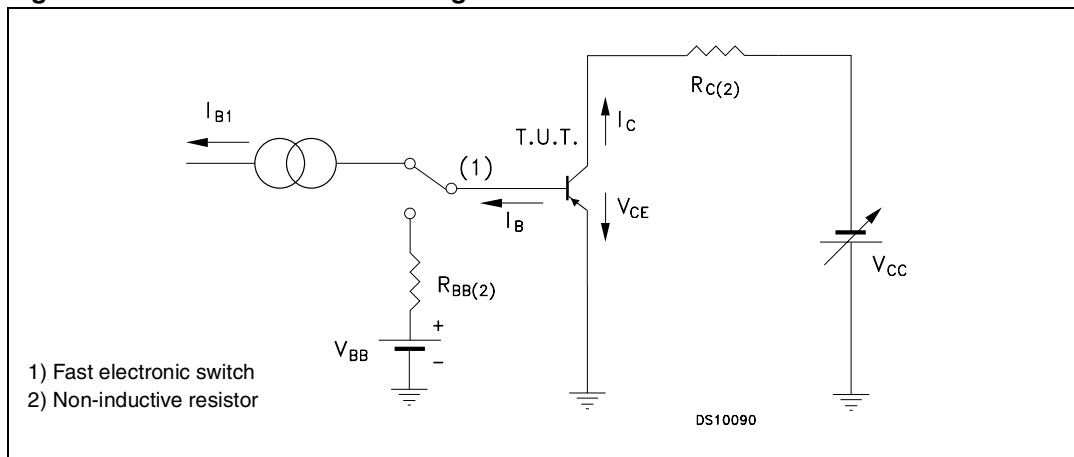 R_C(2)
I_B1
I_C
T.U.T.
(1)
V_CE
I_B
V_CC
R_BB(2)
+
V_BB
–
1) Fast electronic switch
2) Non-inductive resistor
DS10090